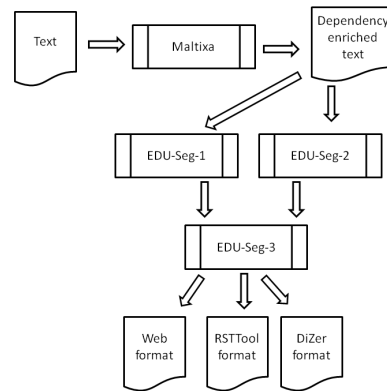 Text
Maltixa
Dependency
enriched
text
EDU-Seg-1
EDU-Seg-2
EDU-Seg-3
Web
format
RSTTool
format
DiZer
format